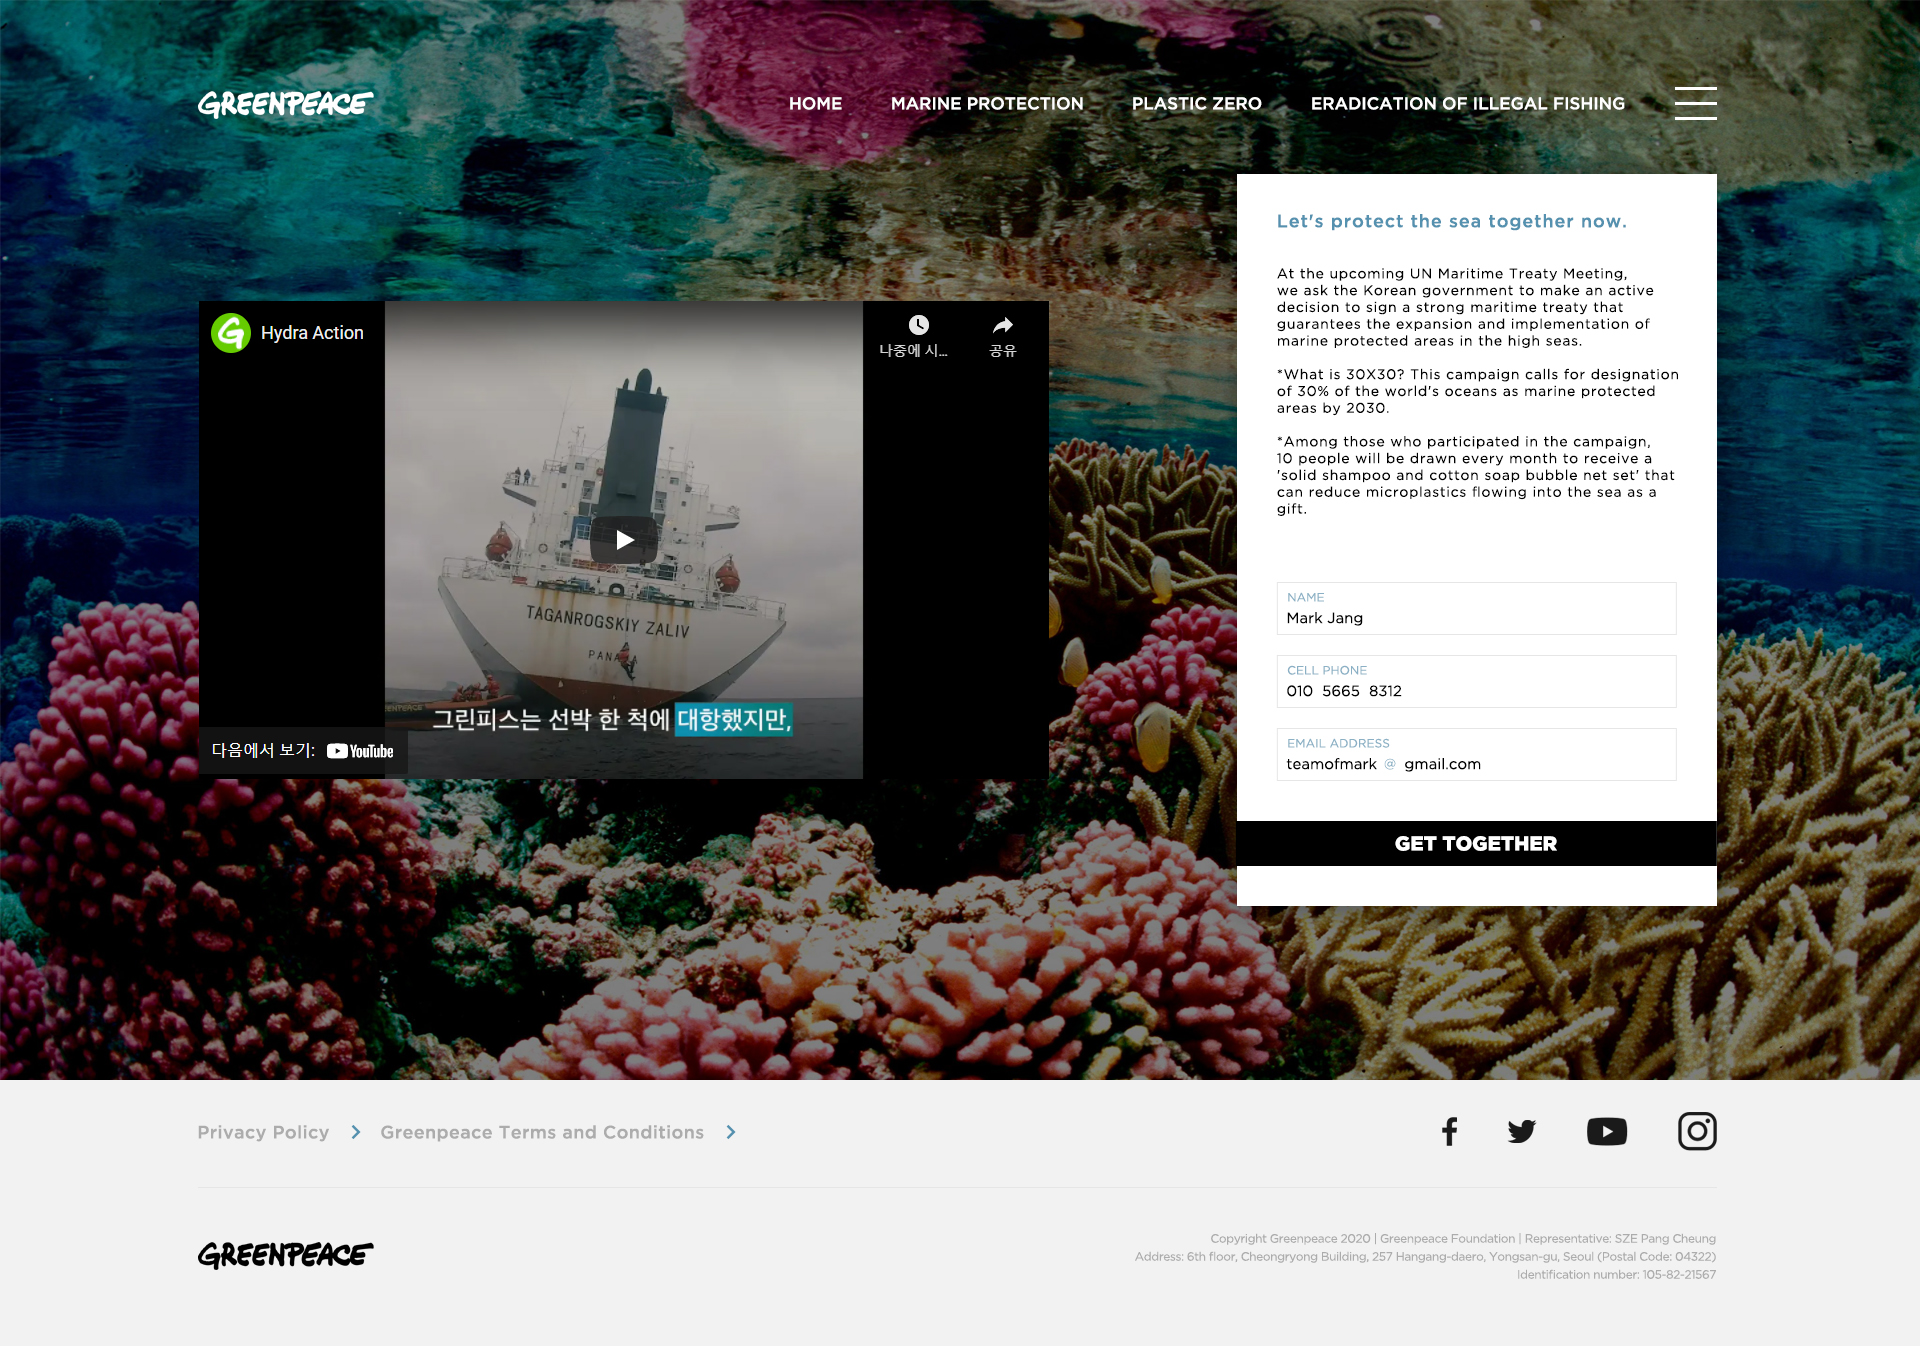 GREENPEACE
HOME MARINE PROTECTION PLASTIC ZERO ERADICATION OF ILLEGAL FISHING
Hydra Action
나중에 시...
공유
TAGANROGSKIY ZALIV
그린피스는 선박 한 척에 대항했지만,
다음에서 보기: YouTube
Let's protect the sea together now.
At the upcoming UN Maritime Treaty Meeting,
we ask the Korean government to make an active
decision to sign a strong maritime treaty that
guarantees the expansion and implementation of
marine protected areas in the high seas.
*What is 30X30? This campaign calls for designation
of 30% of the world's oceans as marine protected
areas by 2030.
*Among those who participated in the campaign,
10 people will be drawn every month to receive a
'solid shampoo and cotton soap bubble net set' that
can reduce microplastics flowing into the sea as a
gift.
NAME
Mark Jang
CELL PHONE
010 5665 8312
EMAIL ADDRESS
teamofmark @ gmail.com
GET TOGETHER
Privacy Policy > Greenpeace Terms and Conditions >
GREENPEACE
Copyright Greenpeace 2020 | Greenpeace Foundation | Representative: SZE Pang Cheung
Address: 6th floor, Cheongryong Building, 257 Hangang-daero, Yongsan-gu, Seoul (Postal Code: 04322)
Identification number: 105-82-21567